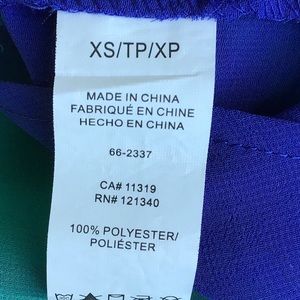 XS/TP/XP
MADE IN CHINA
FABRIQUÉ EN CHINE
HECHO EN CHINA
66-2337
CA# 11319
RN# 121340
100% POLYESTER/
POLIÉSTER